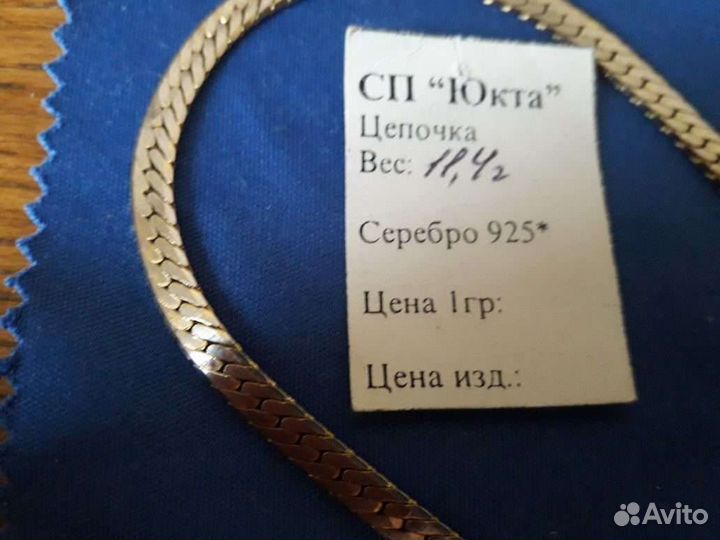 СП “Юкта”
Цепочка
Вес: 11,4г
Серебро 925*
Цена 1гр:
Цена изд.:
Avito